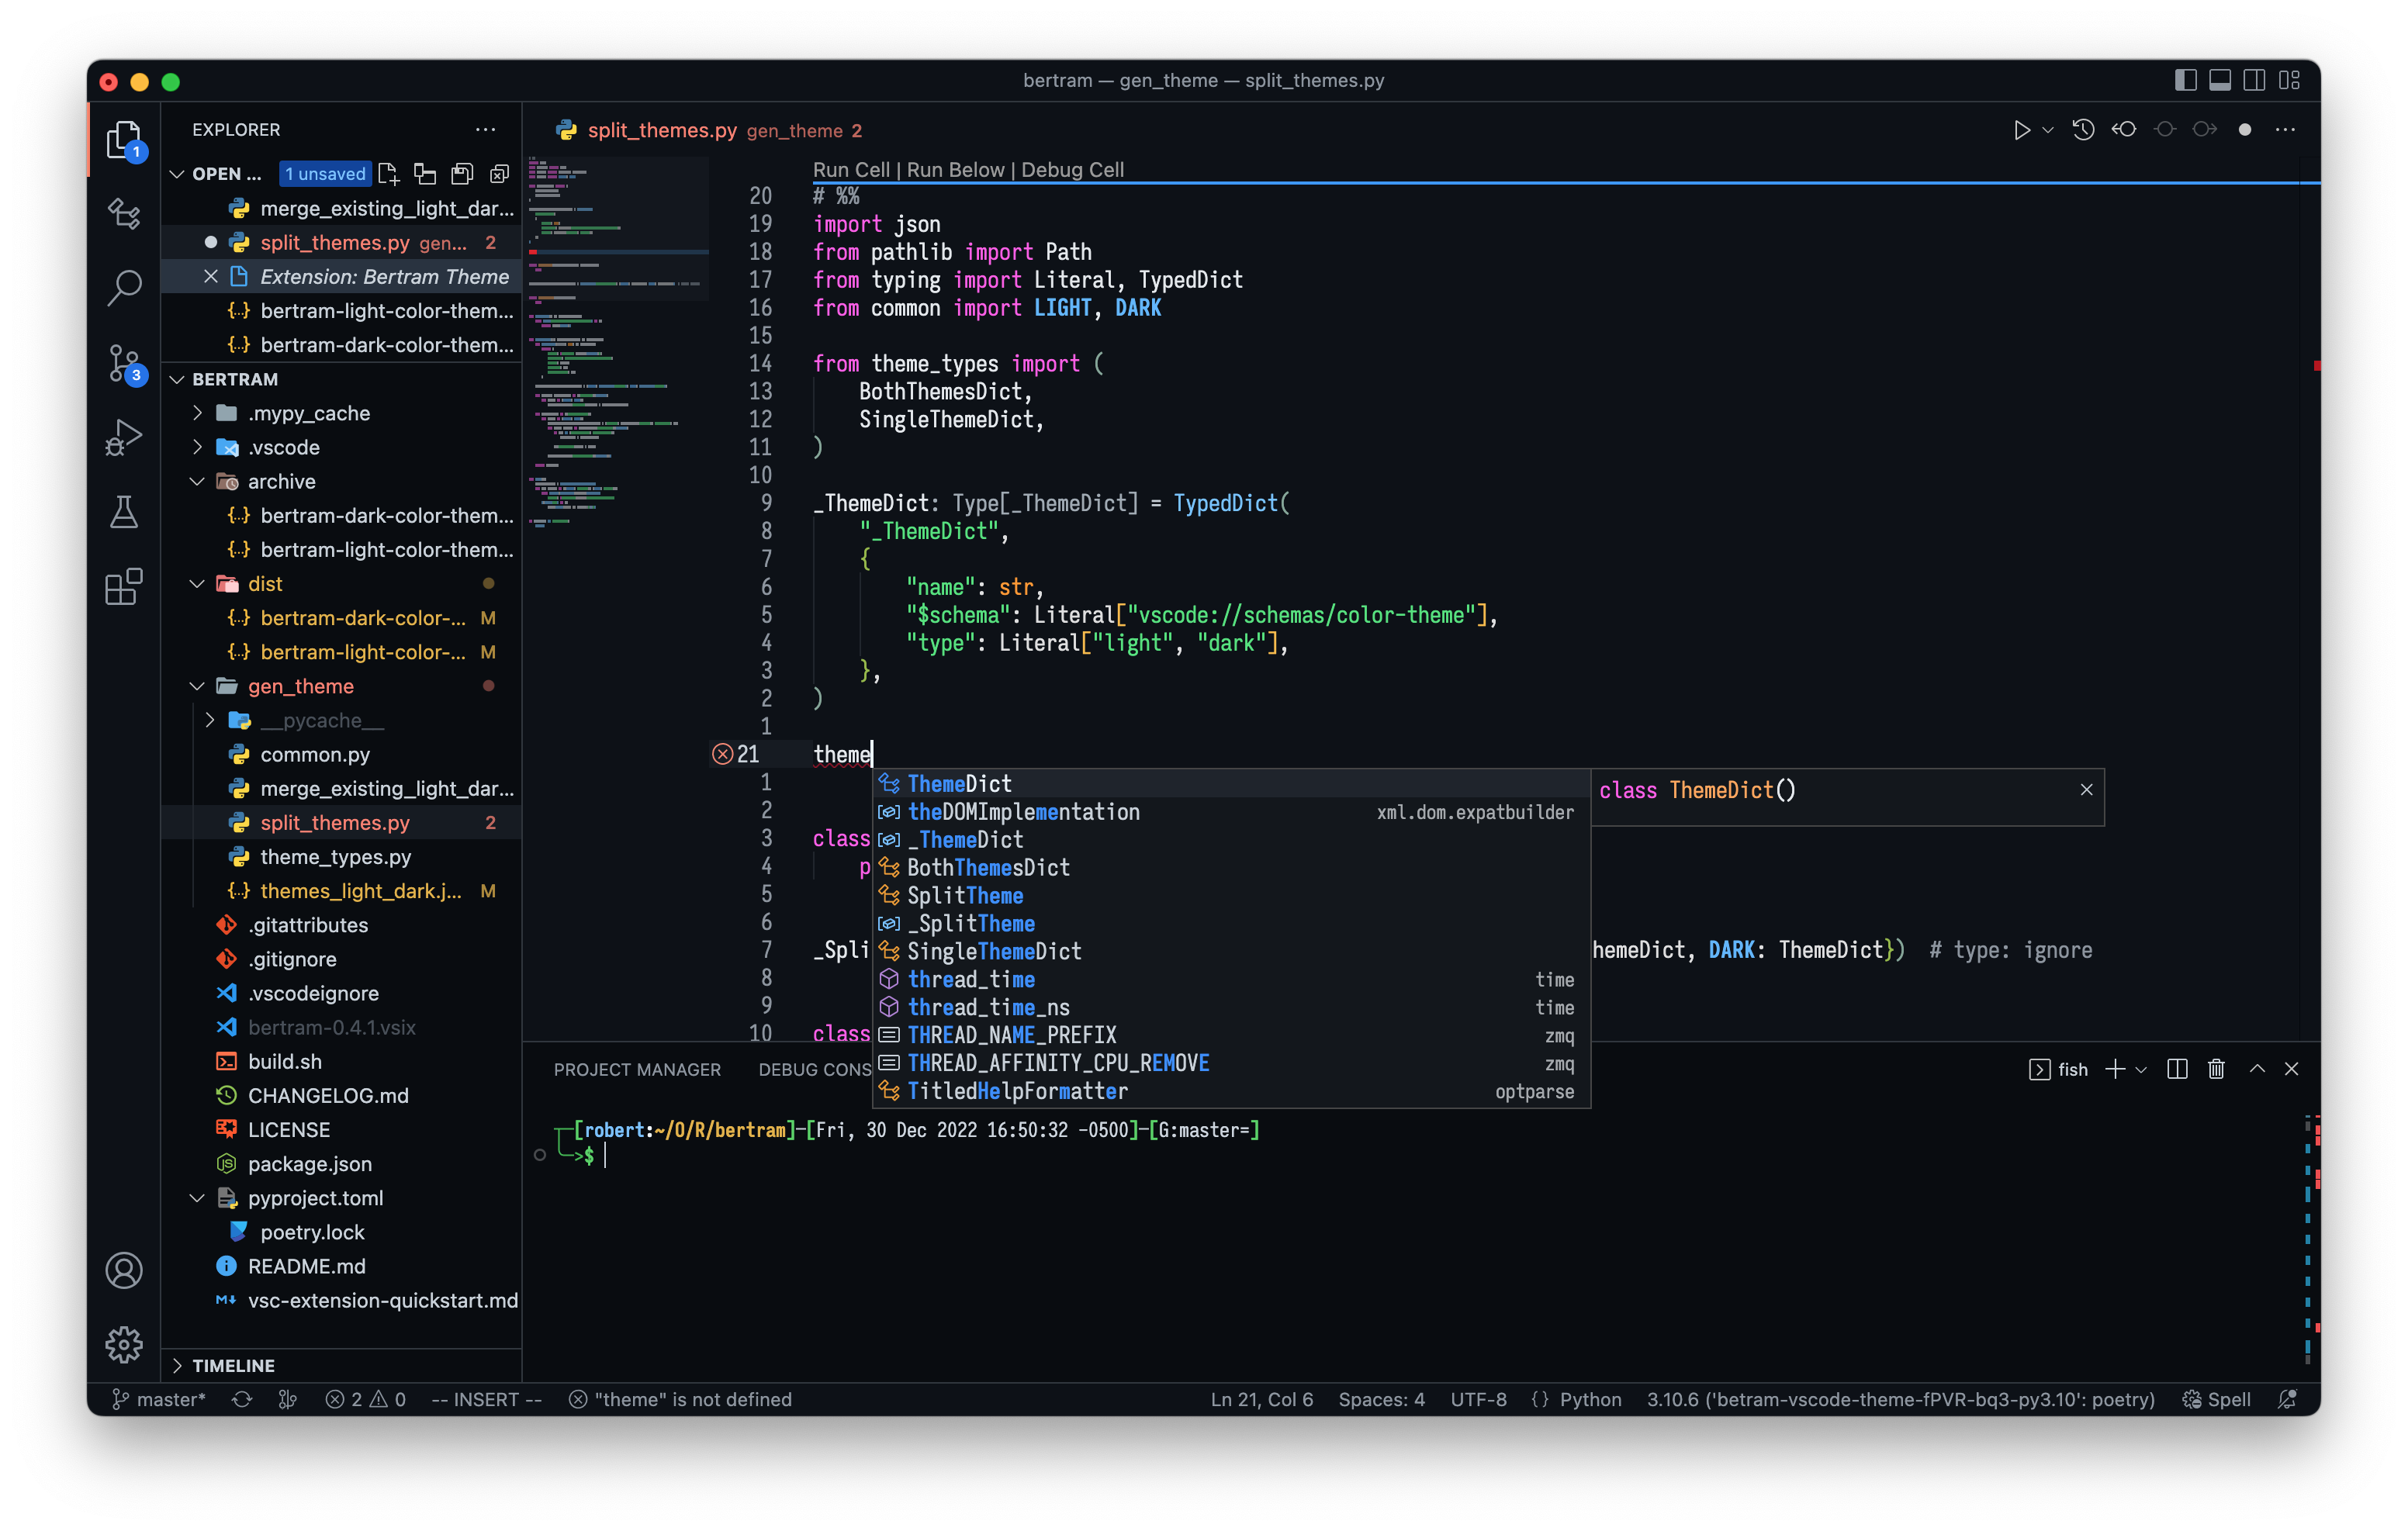 bertram — gen_theme — split_themes.py
1
3
EXPLORER
OPEN ... 1 unsaved
merge_existing_light_dar...
split_themes.py gen... 2
Extension: Bertram Theme
bertram-light-color-them...
bertram-dark-color-them...
BERTRAM
.mypy_cache
.vscode
archive
bertram-dark-color-them...
bertram-light-color-them...
dist
bertram-dark-color-... M
bertram-light-color-... M
gen_theme
__pycache__
common.py
merge_existing_light_dar...
split_themes.py 2
theme_types.py
themes_light_dark.j... M
.gitattributes
.gitignore
.vscodeignore
bertram-0.4.1.vsix
build.sh
CHANGELOG.md
LICENSE
package.json
pyproject.toml
poetry.lock
README.md
vsc-extension-quickstart.md
TIMELINE
split_themes.py gen_theme 2
Run Cell | Run Below | Debug Cell
20 # %%
19 import json
18 from pathlib import Path
17 from typing import Literal, TypedDict
16 from common import LIGHT, DARK
15
14 from theme_types import (
13 BothThemesDict,
12 SingleThemeDict,
11 )
10
9 _ThemeDict: Type[_ThemeDict] = TypedDict(
8 "_ThemeDict",
7 {
6 "name": str,
5 "$schema": Literal["vscode://schemas/color-theme"],
4 "type": Literal["light", "dark"],
3 },
2 )
1
21 theme
1
2
3 class
4 p
5
6
7 _Spli hemeDict, DARK: ThemeDict}) # type: ignore
8
9
10 class
ThemeDict
theDOMImplementation xml.dom.expatbuilder
_ThemeDict
BothThemesDict
SplitTheme
_SplitTheme
SingleThemeDict
thread_time time
thread_time_ns time
THREAD_NAME_PREFIX zmq
THREAD_AFFINITY_CPU_REMOVE zmq
TitledHelpFormatter optparse
class ThemeDict()
PROJECT MANAGER DEBUG CONS fish
[robert:~/O/R/bertram]-[Fri, 30 Dec 2022 16:50:32 -0500]-[G:master=]
>$
master* 2 0 -- INSERT -- "theme" is not defined Ln 21, Col 6 Spaces: 4 UTF-8 {} Python 3.10.6 ('betram-vscode-theme-fPVR-bq3-py3.10': poetry) Spell